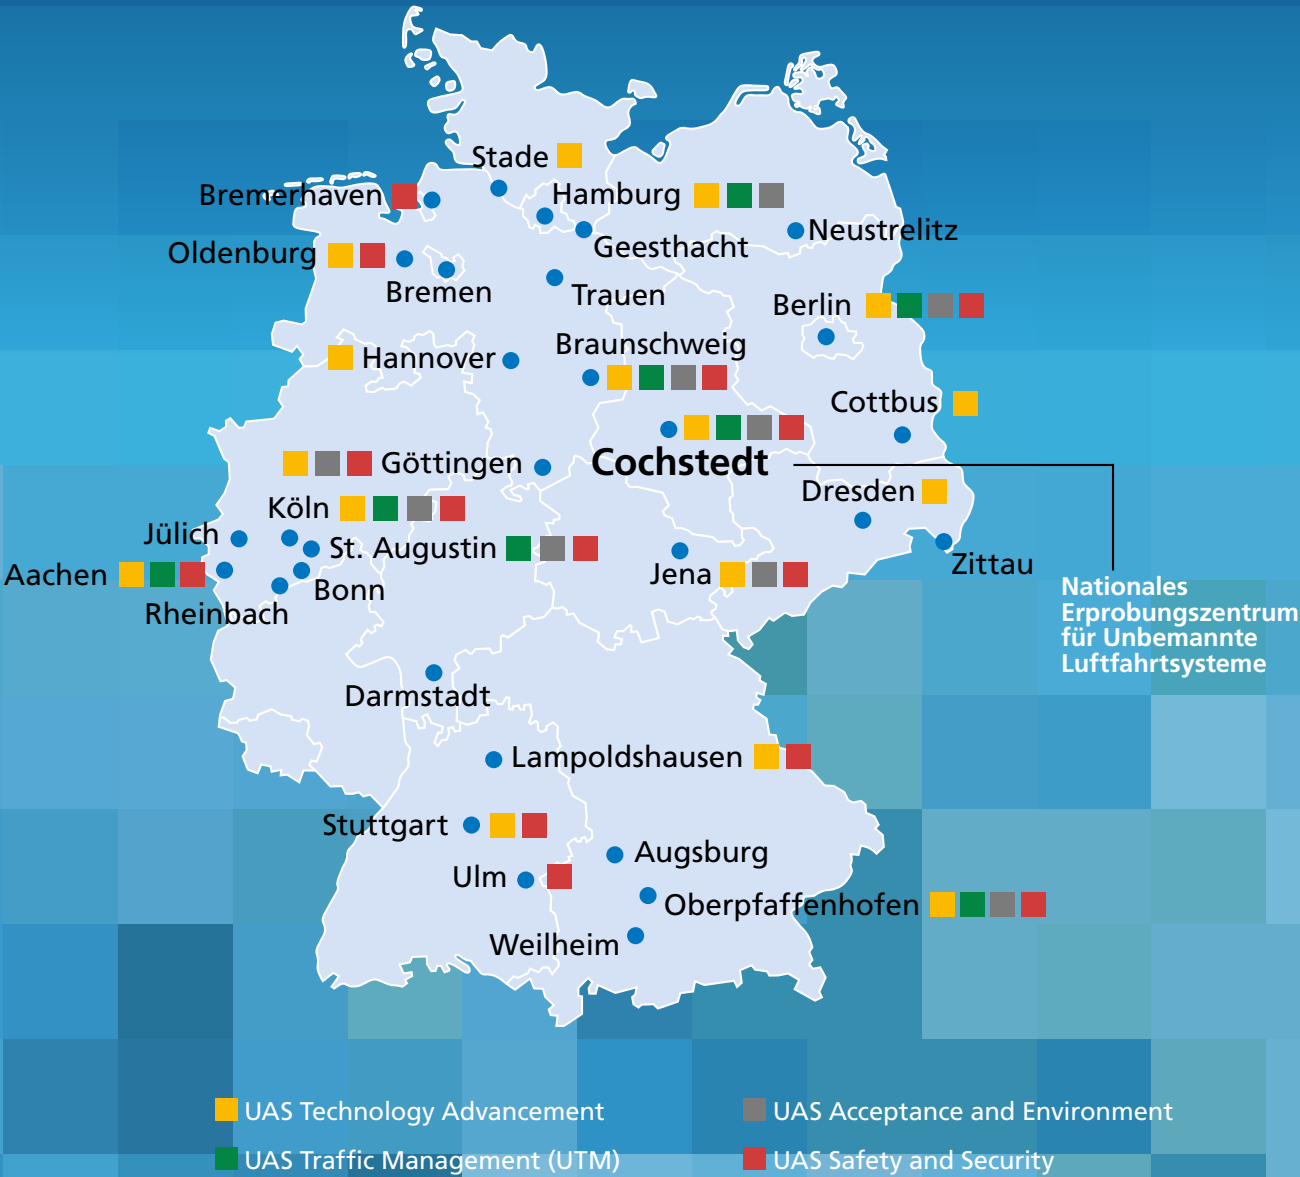 Stade
Bremerhaven
Hamburg
Neustrelitz
Geesthacht
Oldenburg
Bremen
Trauen
Berlin
Braunschweig
Hannover
Cottbus
Göttingen
Cochstedt
Dresden
Köln
Jülich
St. Augustin
Zittau
Aachen
Jena
Bonn
Rheinbach
Nationales
Erprobungszentrum
für Unbemannte
Luftfahrtsysteme
Darmstadt
Lampoldshausen
Stuttgart
Augsburg
Ulm
Oberpfaffenhofen
Weilheim
UAS Technology Advancement
UAS Acceptance and Environment
UAS Traffic Management (UTM)
UAS Safety and Security